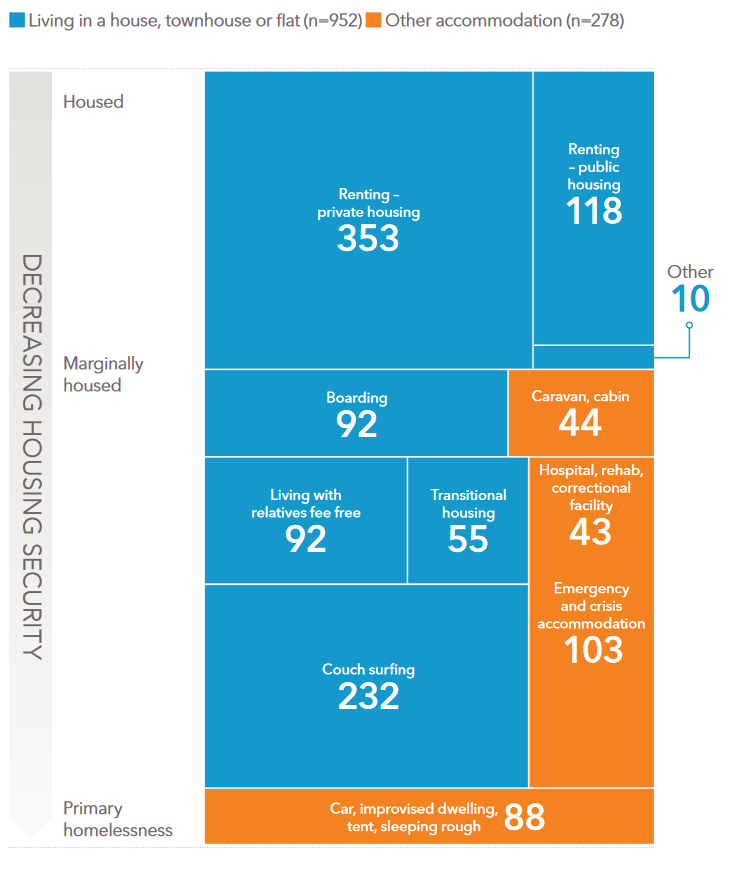 Living in a house, townhouse or flat (n=952) Other accommodation (n=278)
DECREASING HOUSING SECURITY
Housed
Renting –
private housing
353
Renting
– public
housing
118
Other
10
Marginally
housed
Boarding
92
Caravan, cabin
44
Living with
relatives fee free
92
Transitional
housing
55
Hospital, rehab,
correctional
facility
43
Emergency
and crisis
accommodation
103
Couch surfing
232
Primary
homelessness
Car, improvised dwelling,
tent, sleeping rough
88